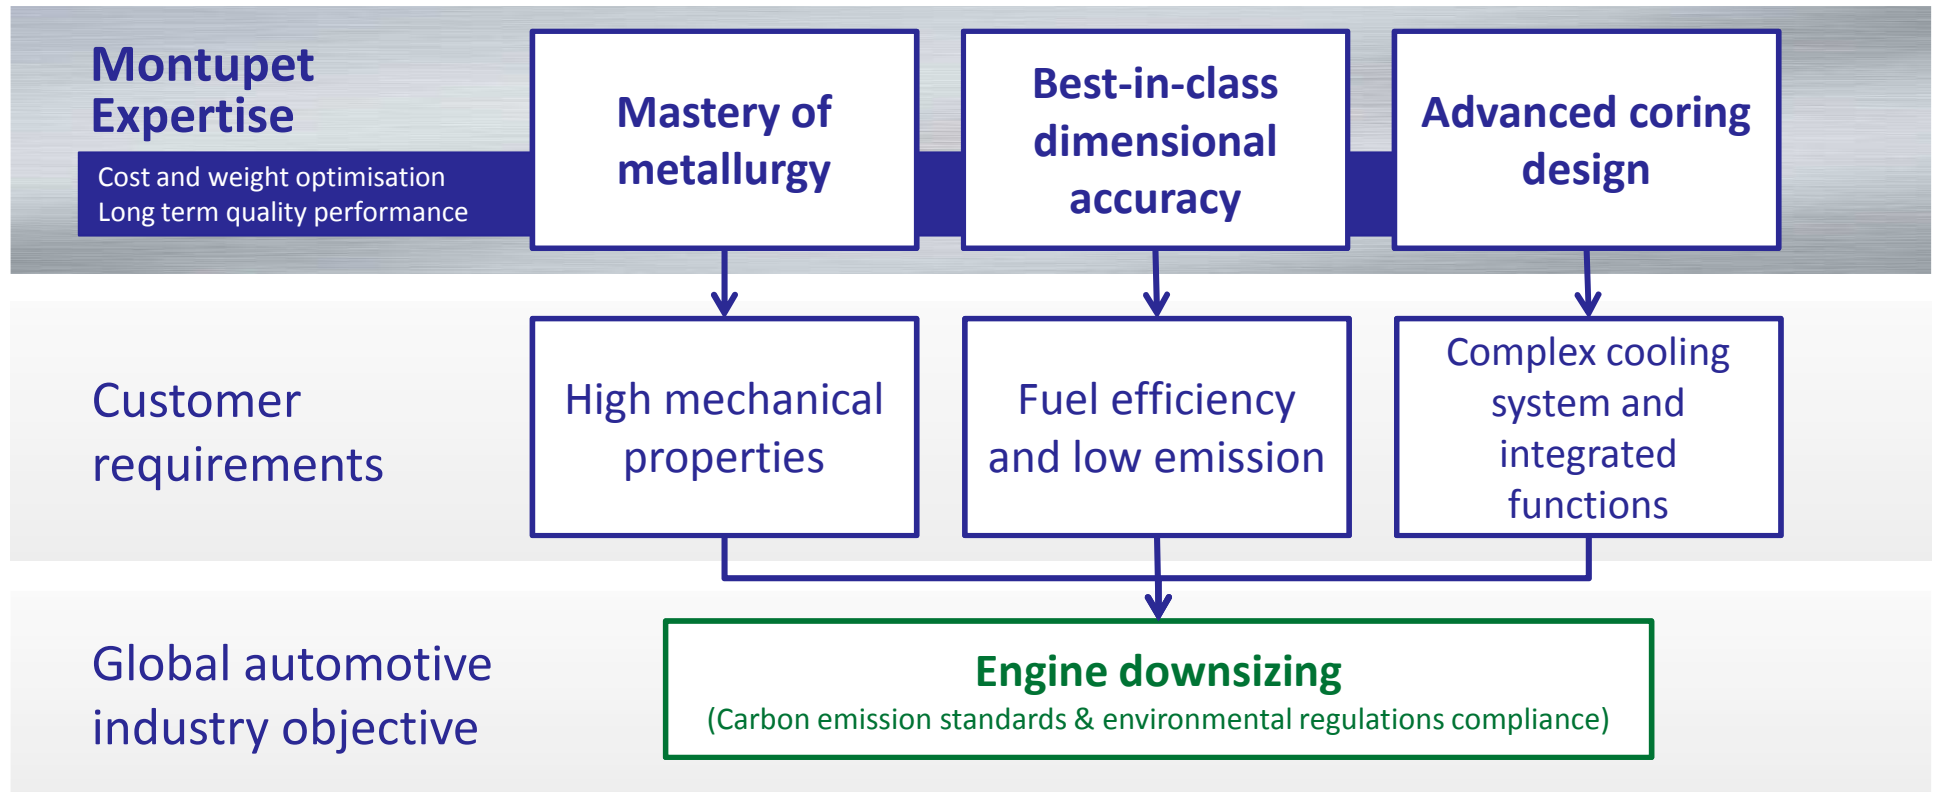 Montupet
Expertise
Cost and weight optimisation
Long term quality performance
Mastery of
metallurgy
Best-in-class
dimensional
accuracy
Advanced coring
design
Customer
requirements
High mechanical
properties
Fuel efficiency
and low emission
Complex cooling
system and
integrated
functions
Global automotive
industry objective
Engine downsizing
(Carbon emission standards & environmental regulations compliance)